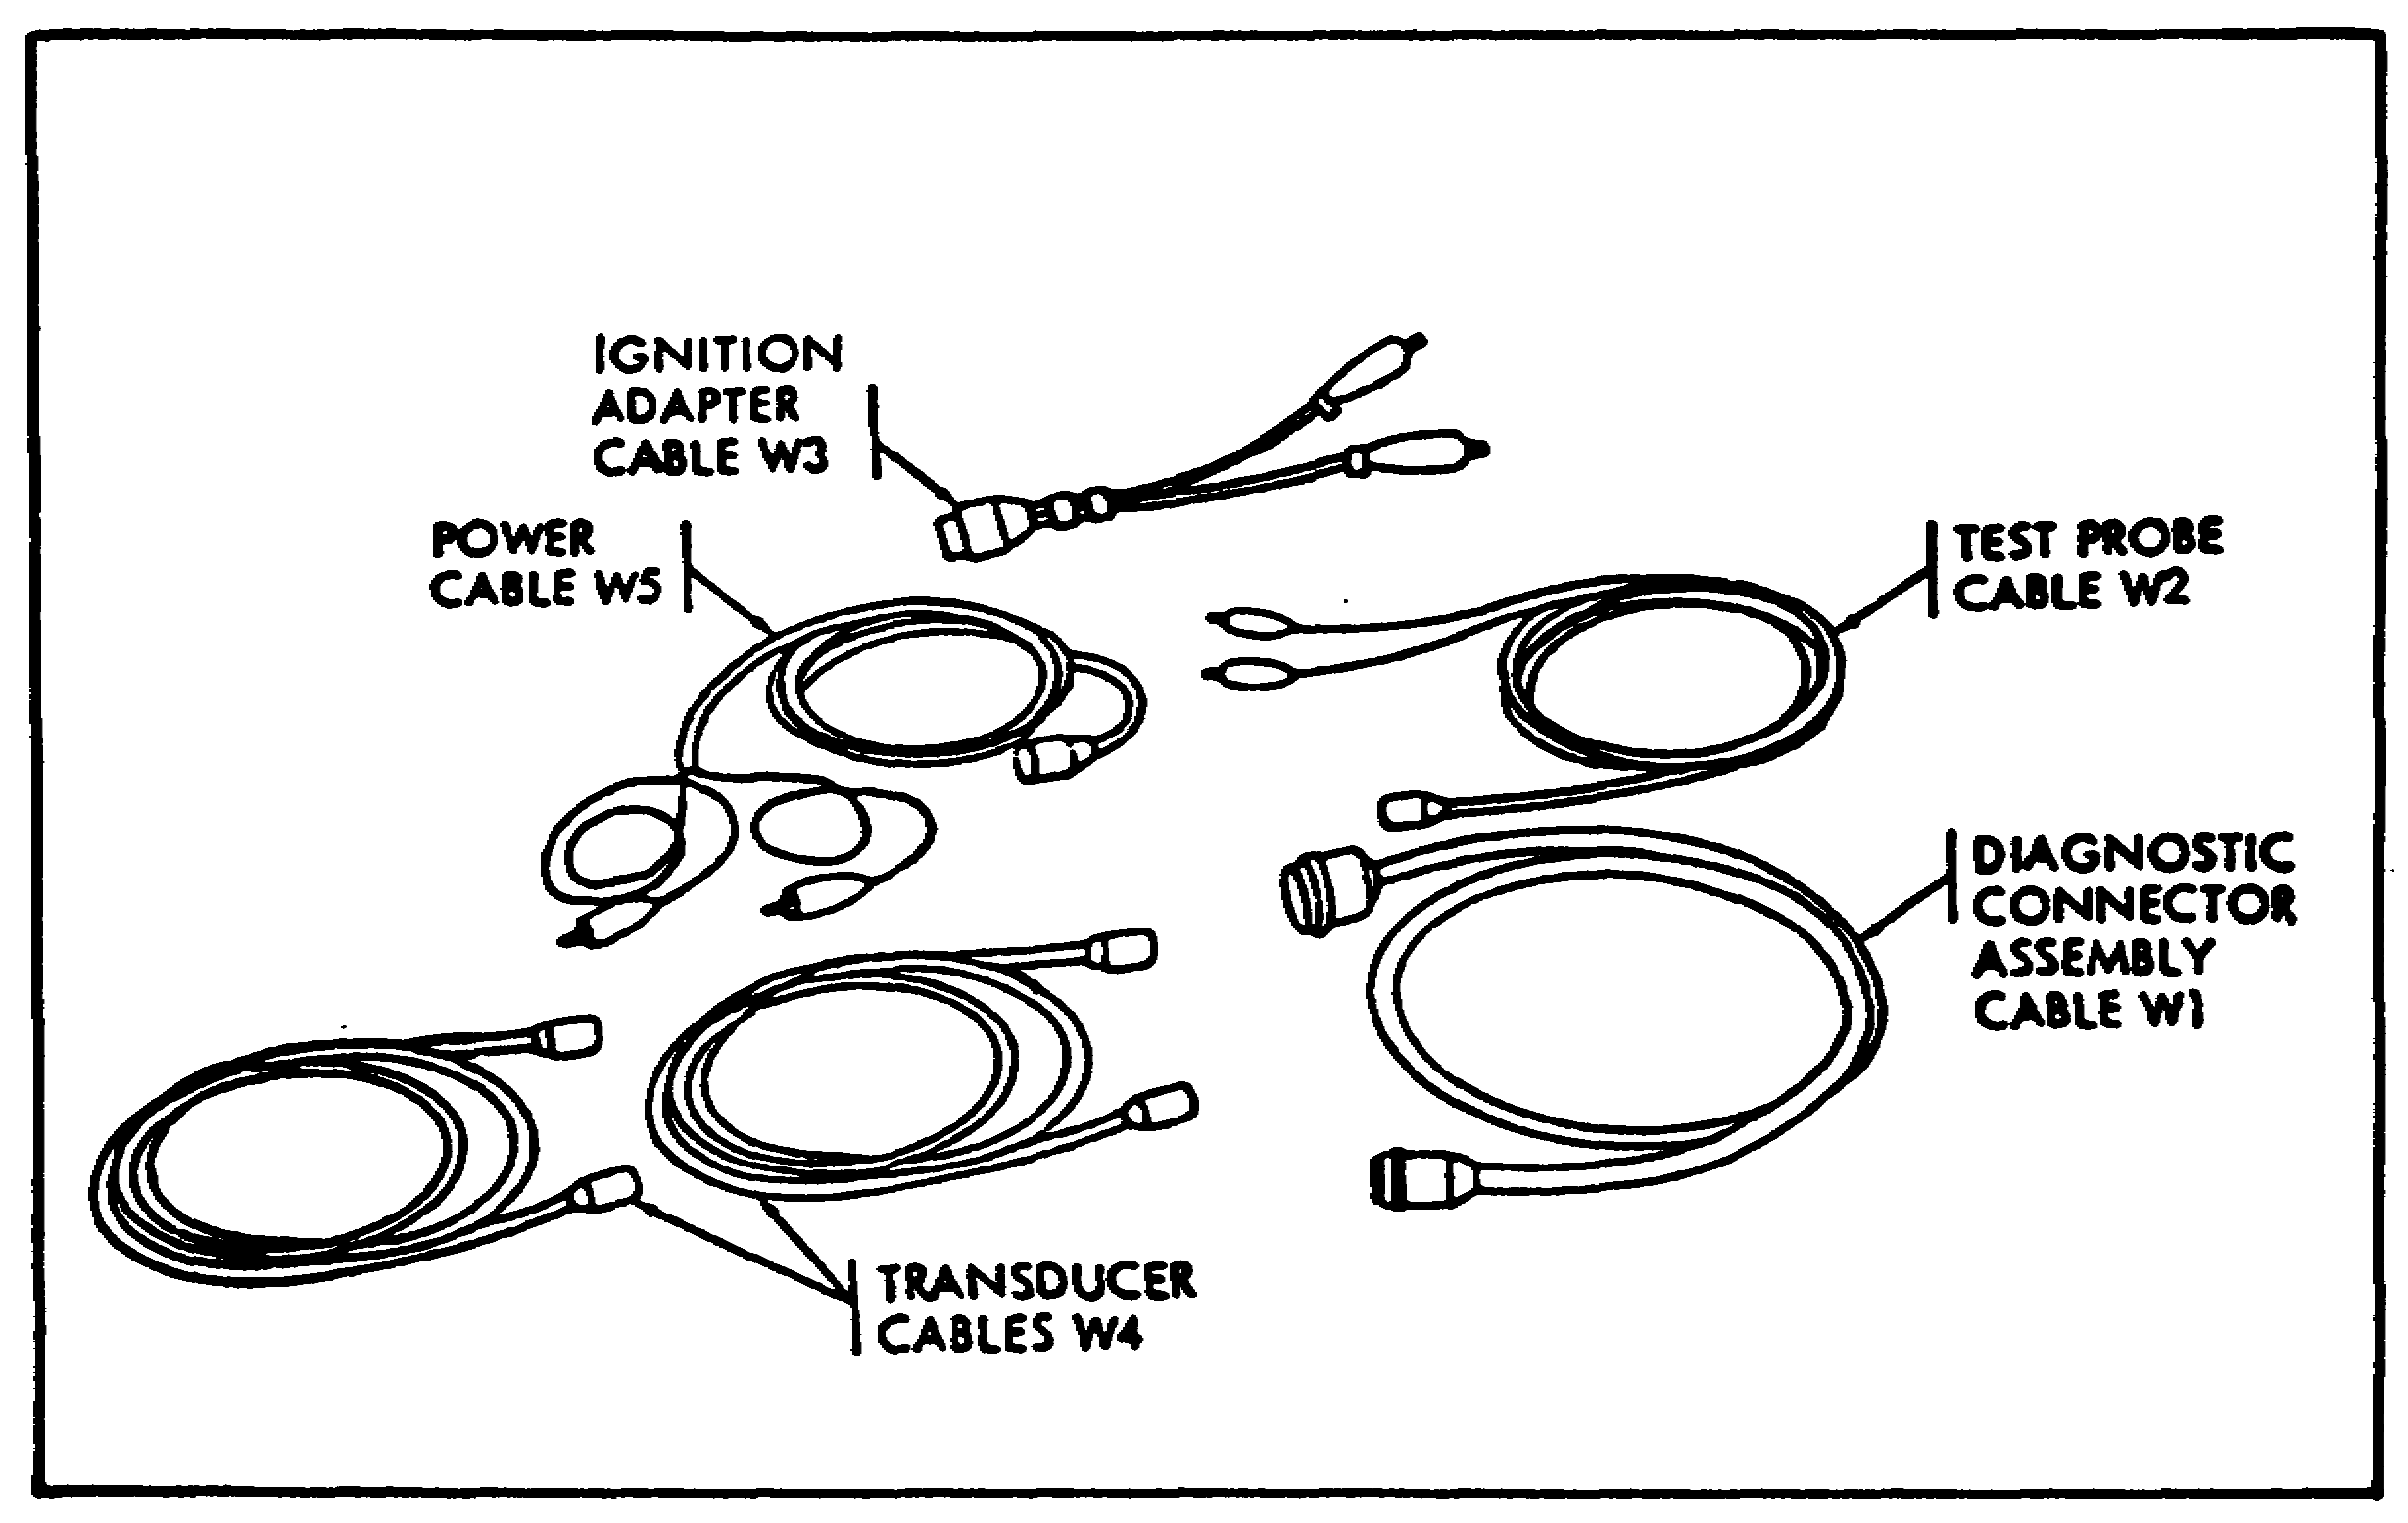 IGNITION
ADAPTER
CABLE W3
POWER
CABLE W5
TEST PROBE
CABLE W2
DIAGNOSTIC
CONNECTOR
ASSEMBLY
CABLE W1
TRANSDUCER
CABLES W4